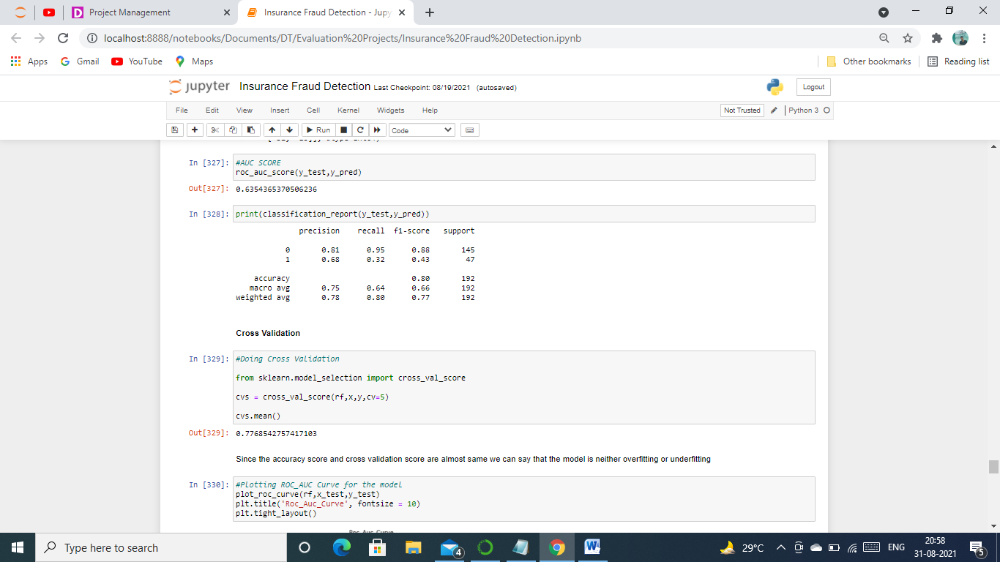 Project Management
Insurance Fraud Detection - Jupy
localhost:8888/notebooks/Documents/DT/Evaluation%20Projects/Insurance%20Fraud%20Detection.ipynb
Apps Gmail YouTube Maps Other bookmarks Reading list
jupyter Insurance Fraud Detection Last Checkpoint: 08/19/2021 (autosaved) Logout
File Edit View Insert Cell Kernel Widgets Help Not Trusted Python 3 O
Run Code
In [327]: #AUC SCORE
roc_auc_score(y_test,y_pred)
Out[327]: 0.6354365370506236
In [328]: print(classification_report(y_test,y_pred))
precision recall f1-score support
0 0.81 0.95 0.88 145
1 0.68 0.32 0.43 47
accuracy 0.80 192
macro avg 0.75 0.64 0.66 192
weighted avg 0.78 0.80 0.77 192
Cross Validation
In [329]: #Doing Cross Validation
from sklearn.model_selection import cross_val_score
cvs = cross_val_score(rf,x,y,cv=5)
cvs.mean()
Out[329]: 0.7768542757417103
Since the accuracy score and cross validation score are almost same we can say that the model is neither overfitting or underfitting
In [330]: #Plotting ROC_AUC Curve for the model
plot_roc_curve(rf,x_test,y_test)
plt.title('Roc_Auc_Curve', fontsize = 10)
plt.tight_layout()
Type here to search 4 29°C ENG 20:58 5
31-08-2021